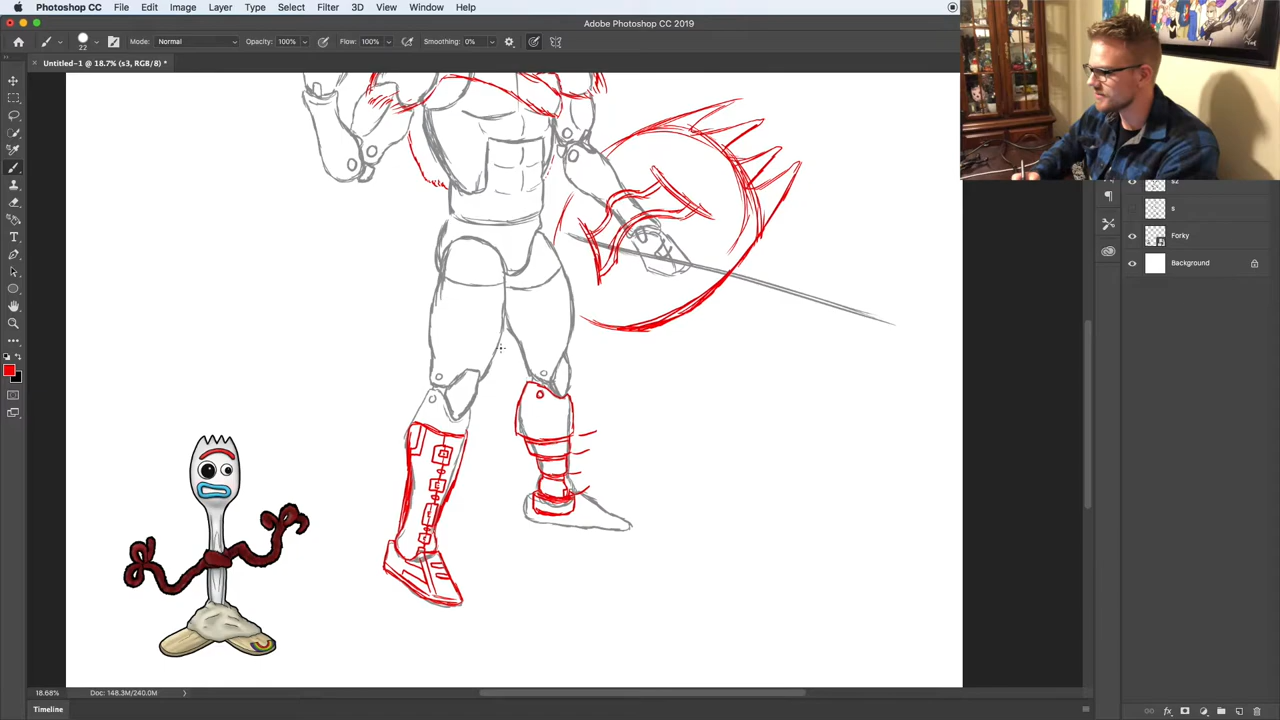 Photoshop CC File Edit Image Layer Type Select Filter 3D View Window Help
Adobe Photoshop CC 2019
22 Mode: Normal Opacity: 100% Flow: 100% Smoothing: 0%
Untitled-1 @ 18.7% (s3, RGB/8) *
s2
s
Forky
Background
18.68% Doc: 148.3M/240.0M
Timeline